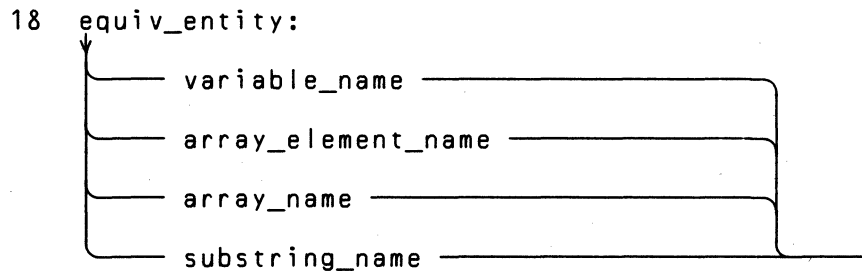 18 equiv_entity:
variable_name
array_element_name
array_name
substring_name